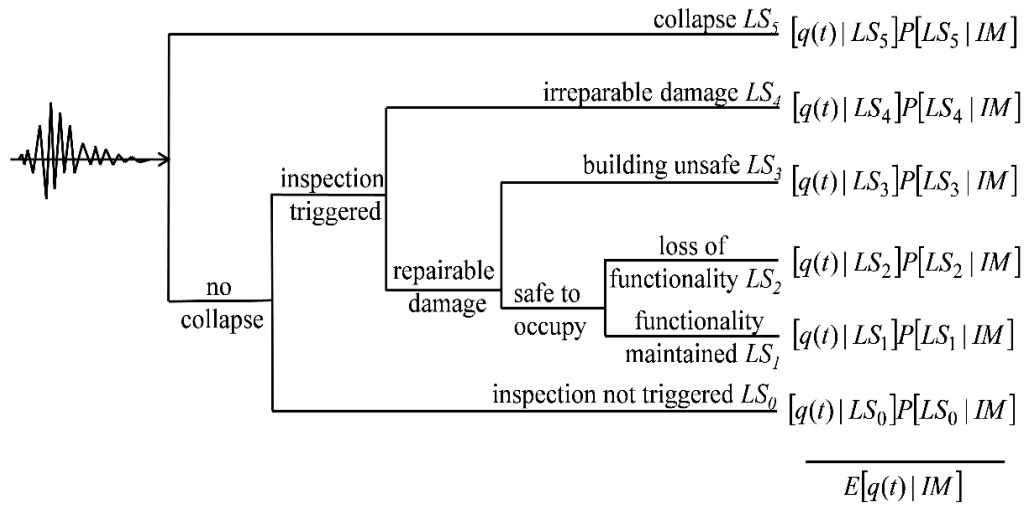 collapse LS₅ [q(t) | LS₅]P[LS₅ | IM]
irreparable damage LS₄ [q(t) | LS₄]P[LS₄ | IM]
building unsafe LS₃ [q(t) | LS₃]P[LS₃ | IM]
inspection
triggered
loss of
functionality LS₂ [q(t) | LS₂]P[LS₂ | IM]
repairable
damage
safe to
occupy
no
collapse
functionality
maintained LS₁ [q(t) | LS₁]P[LS₁ | IM]
inspection not triggered LS₀ [q(t) | LS₀]P[LS₀ | IM]
E[q(t) | IM]